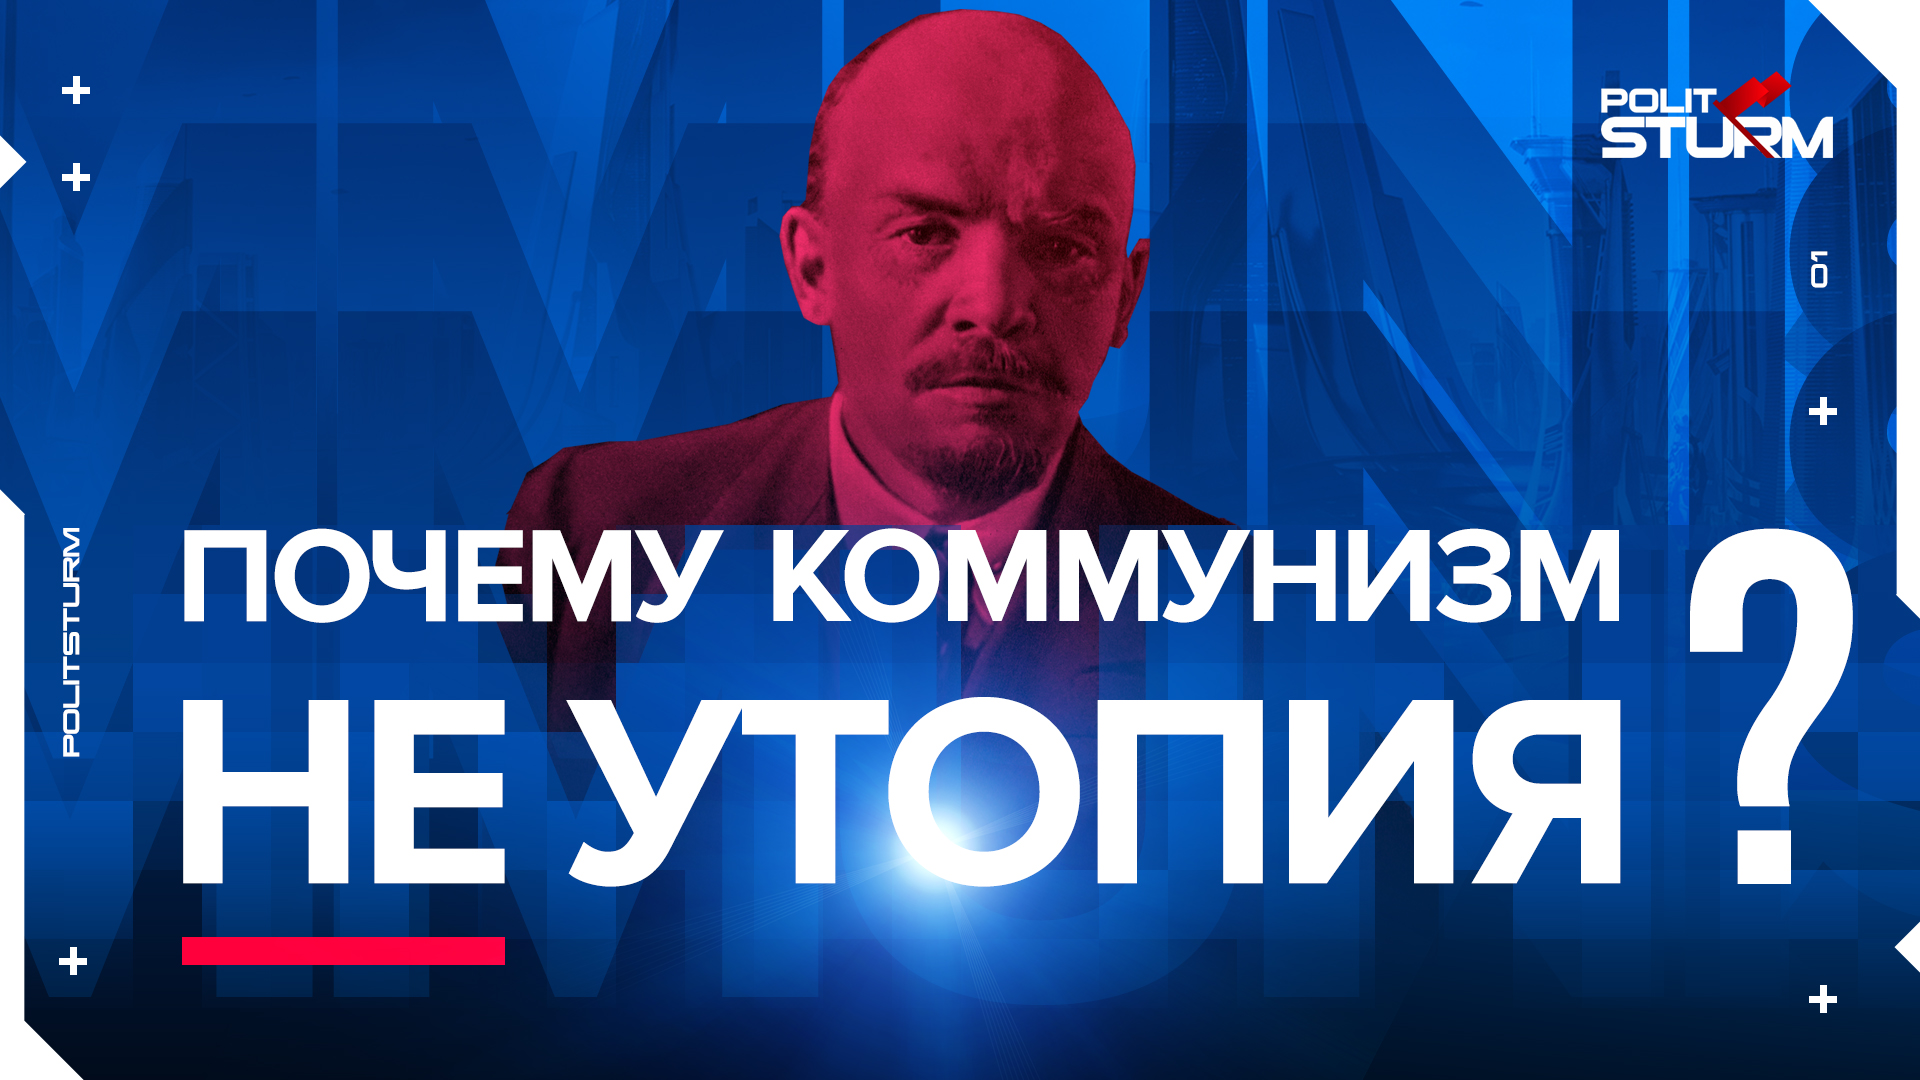 POLIT
STURM
01
POLITSTURM
ПОЧЕМУ КОММУНИЗМ
НЕ УТОПИЯ?